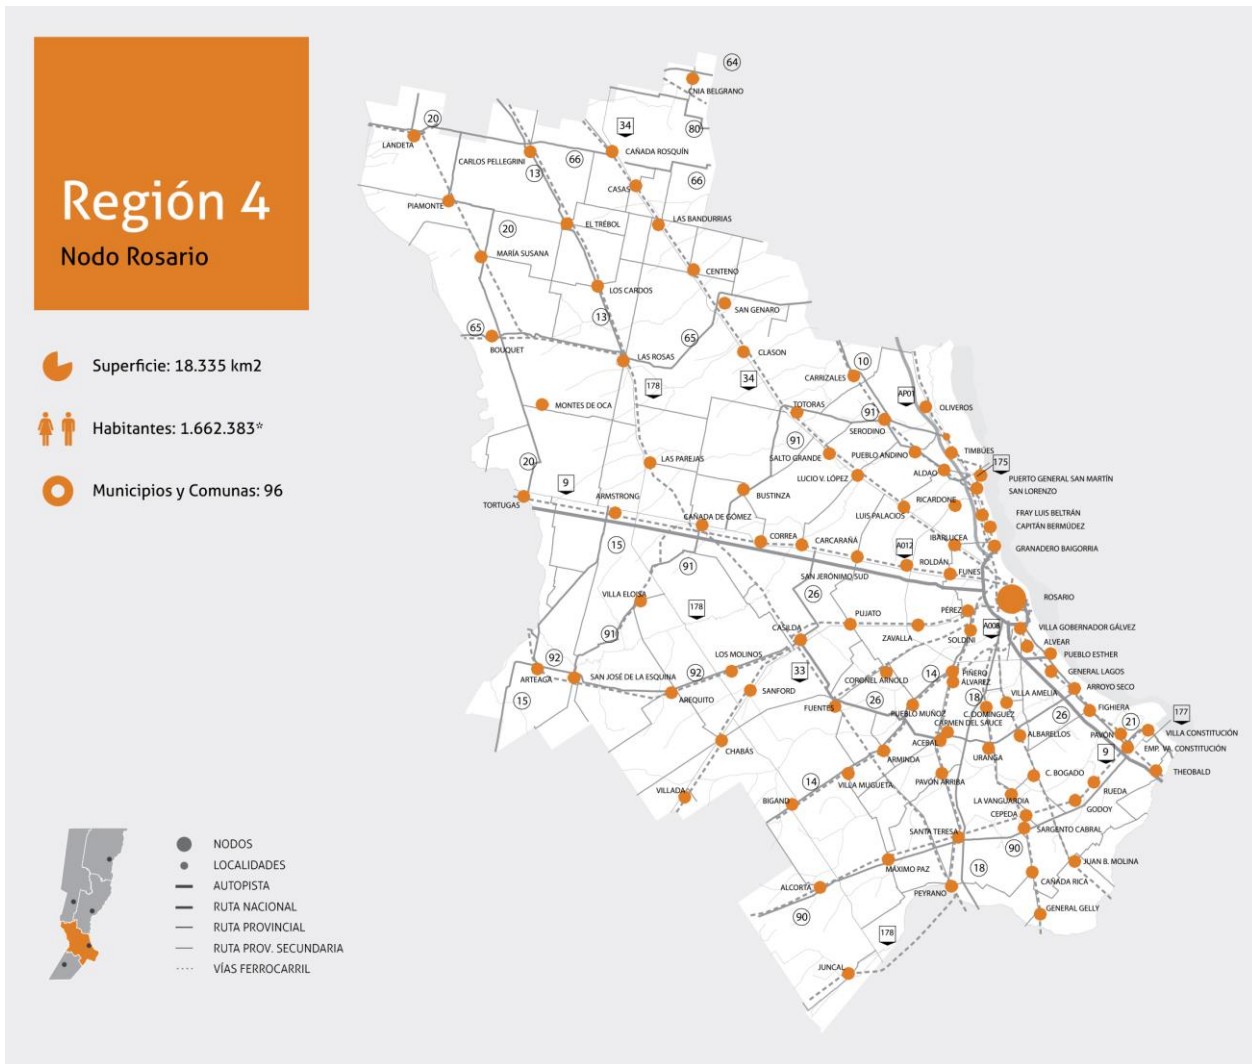 Región 4
Nodo Rosario
Superficie: 18.335 km2
Habitantes: 1.662.383*
Municipios y Comunas: 96
64
CNIA BELGRANO
80
20
LANDETA
34
CARLOS PELLEGRINI
66
CAÑADA ROSQUÍN
13
66
CASAS
PIAMONTE
20
EL TRÉBOL
LAS BANDURRIAS
MARÍA SUSANA
CENTENO
LOS CARDOS
SAN GENARO
13
65
65
BOUQUET
LAS ROSAS
CLASON
10
178
34
CARRIZALES
AP01
MONTES DE OCA
TOTORAS
91
OLIVEROS
SERODINO
91
20
LAS PAREJAS
SALTO GRANDE
PUEBLO ANDINO
TIMBÚES
175
ALDAO
LUCIO V. LÓPEZ
PUERTO GENERAL SAN MARTÍN
SAN LORENZO
9
BUSTINZA
RICARDONE
TORTUGAS
ARMSTRONG
LUIS PALACIOS
FRAY LUIS BELTRÁN
CAÑADA DE GÓMEZ
CAPITÁN BERMÚDEZ
15
CORREA
CARCARAÑÁ
A012
IBARLUCEA
GRANADERO BAIGORRIA
91
ROLDÁN
SAN JERÓNIMO SUD
FUNES
26
VILLA ELOISA
178
ROSARIO
PUJATO
PÉREZ
91
CASILDA
ZAVALLA
A008
VILLA GOBERNADOR GÁLVEZ
SOLDINI
ALVEAR
LOS MOLINOS
PUEBLO ESTHER
92
92
33
CORONEL ARNOLD
14
PIÑERO
GENERAL LAGOS
ARTEAGA
SAN JOSÉ DE LA ESQUINA
ÁLVAREZ
SANFORD
ARROYO SECO
15
AREQUITO
26
18
VILLA AMELIA
FUENTES
PUEBLO MUÑOZ
C. DOMÍNGUEZ
26
FIGHIERA
177
CARMEN DEL SAUCE
21
VILLA CONSTITUCIÓN
ALBARELLOS
PAVÓN
ACEBAL
CHABÁS
9
EMP. VA. CONSTITUCIÓN
ARMINDA
URANGA
THEOBALD
14
VILLA MUGUETA
PAVÓN ARRIBA
C. BOGADO
RUEDA
VILLADA
BIGAND
LA VANGUARDIA
GODOY
CEPEDA
SANTA TERESA
SARGENTO CABRAL
90
JUAN B. MOLINA
MÁXIMO PAZ
18
CAÑADA RICA
ALCORTA
PEYRANO
90
GENERAL GELLY
178
JUNCAL
NODOS
LOCALIDADES
AUTOPISTA
RUTA NACIONAL
RUTA PROVINCIAL
RUTA PROV. SECUNDARIA
VÍAS FERROCARRIL